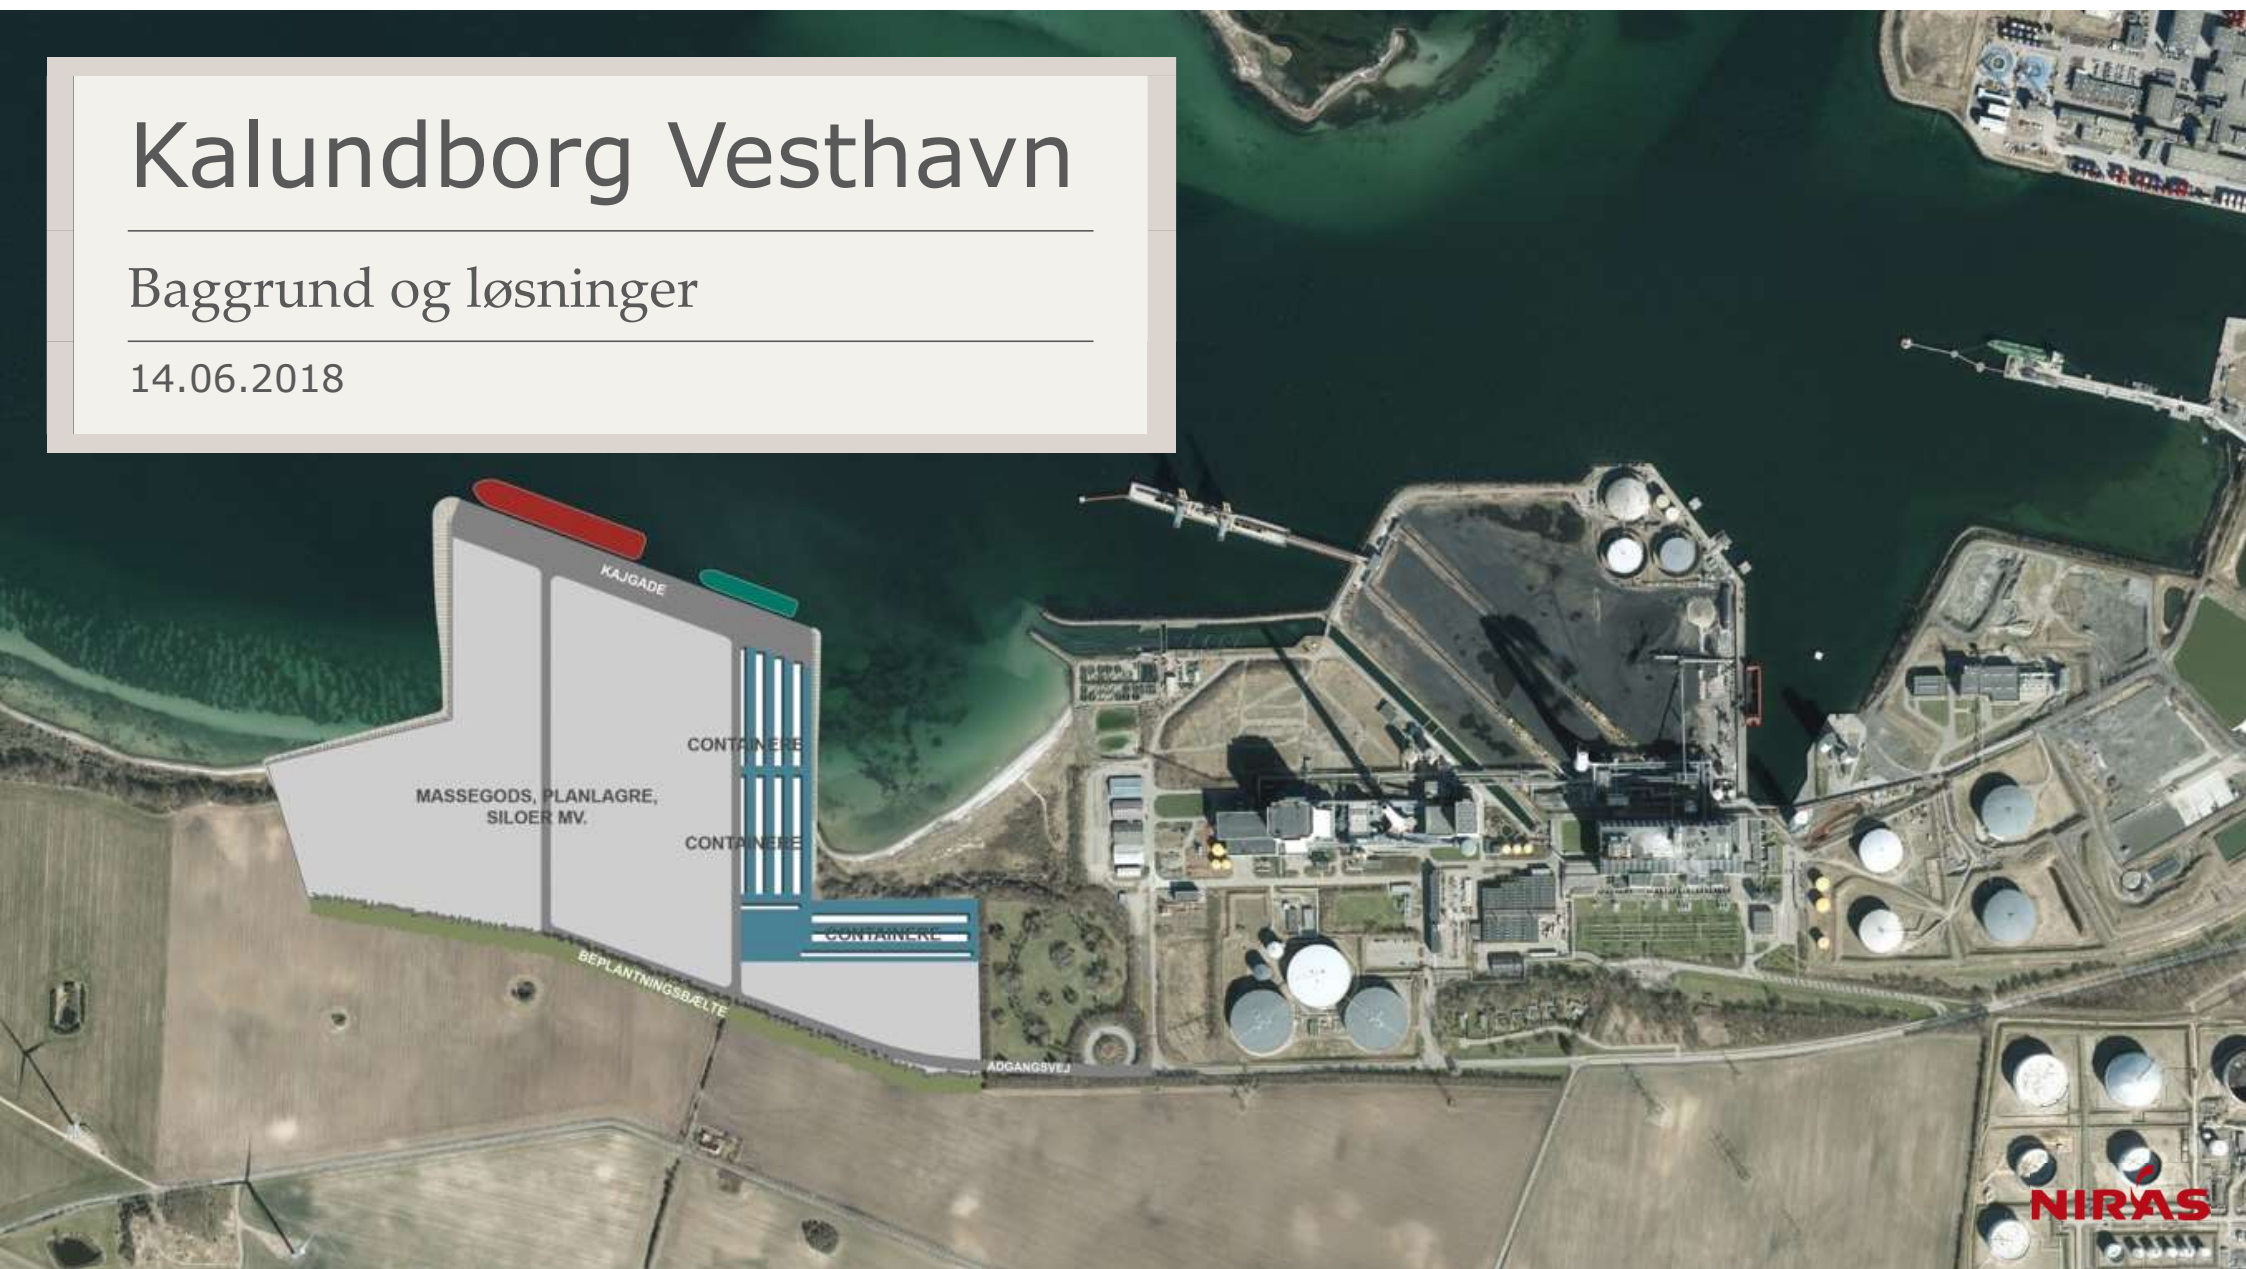 Kalundborg Vesthavn
Baggrund og løsninger
14.06.2018
KAJGADE
CONTAINERE
MASSEGODS, PLANLAGRE,
SILOER MV.
CONTAINERE
CONTAINERE
BEPLANTNINGSBÆLTE
ADGANGSVEJ
NIRAS